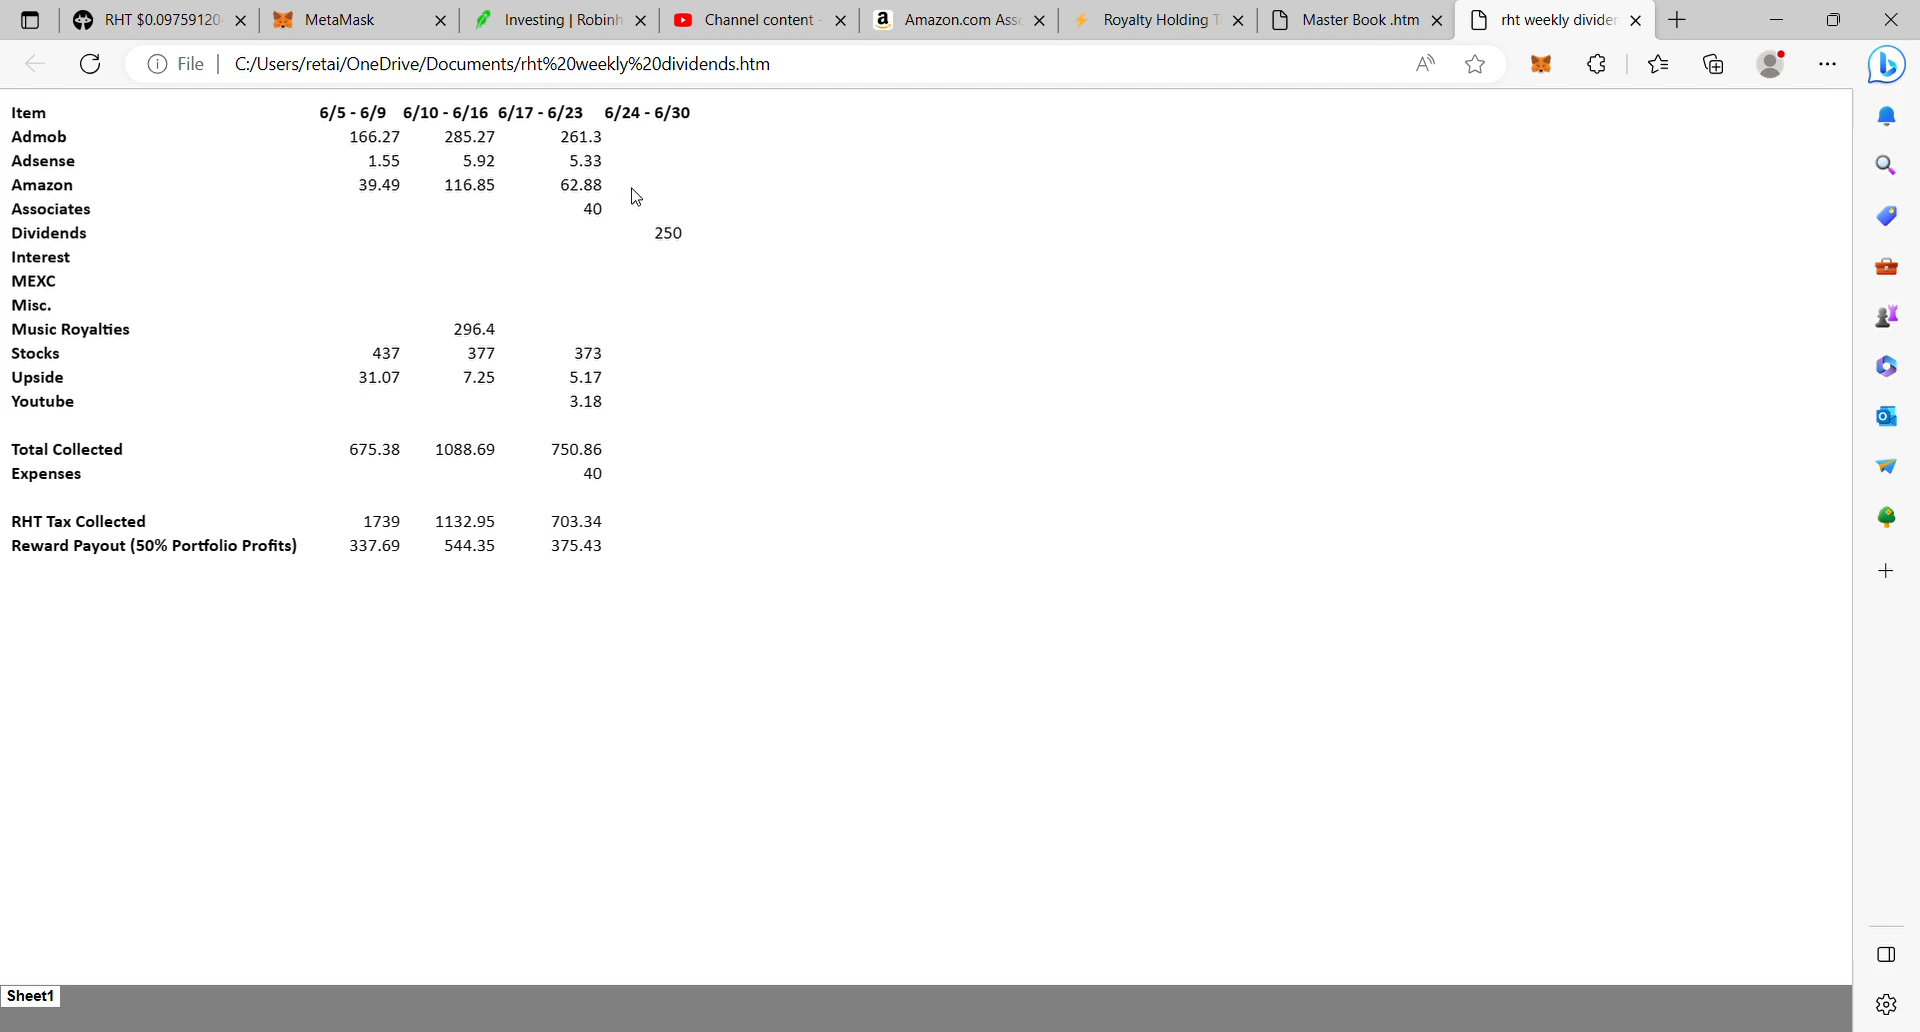 RHT $0.09759120
MetaMask
Investing | Robinh
Channel content -
Amazon.com Ass
Royalty Holding T
Master Book .htm
rht weekly divider
File
C:/Users/retai/OneDrive/Documents/rht%20weekly%20dividends.htm
Item 6/5 - 6/9 6/10 - 6/16 6/17 - 6/23 6/24 - 6/30
Admob 166.27 285.27 261.3
Adsense 1.55 5.92 5.33
Amazon 39.49 116.85 62.88
Associates 40
Dividends 250
Interest
MEXC
Misc.
Music Royalties 296.4
Stocks 437 377 373
Upside 31.07 7.25 5.17
Youtube 3.18
Total Collected 675.38 1088.69 750.86
Expenses 40
RHT Tax Collected 1739 1132.95 703.34
Reward Payout (50% Portfolio Profits) 337.69 544.35 375.43
Sheet1